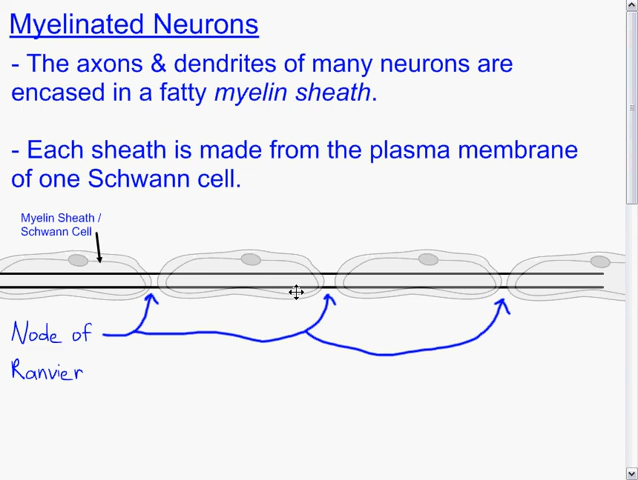 Myelinated Neurons
- The axons & dendrites of many neurons are
encased in a fatty myelin sheath.
- Each sheath is made from the plasma membrane
of one Schwann cell.
Myelin Sheath /
Schwann Cell
Node of
Ranvier